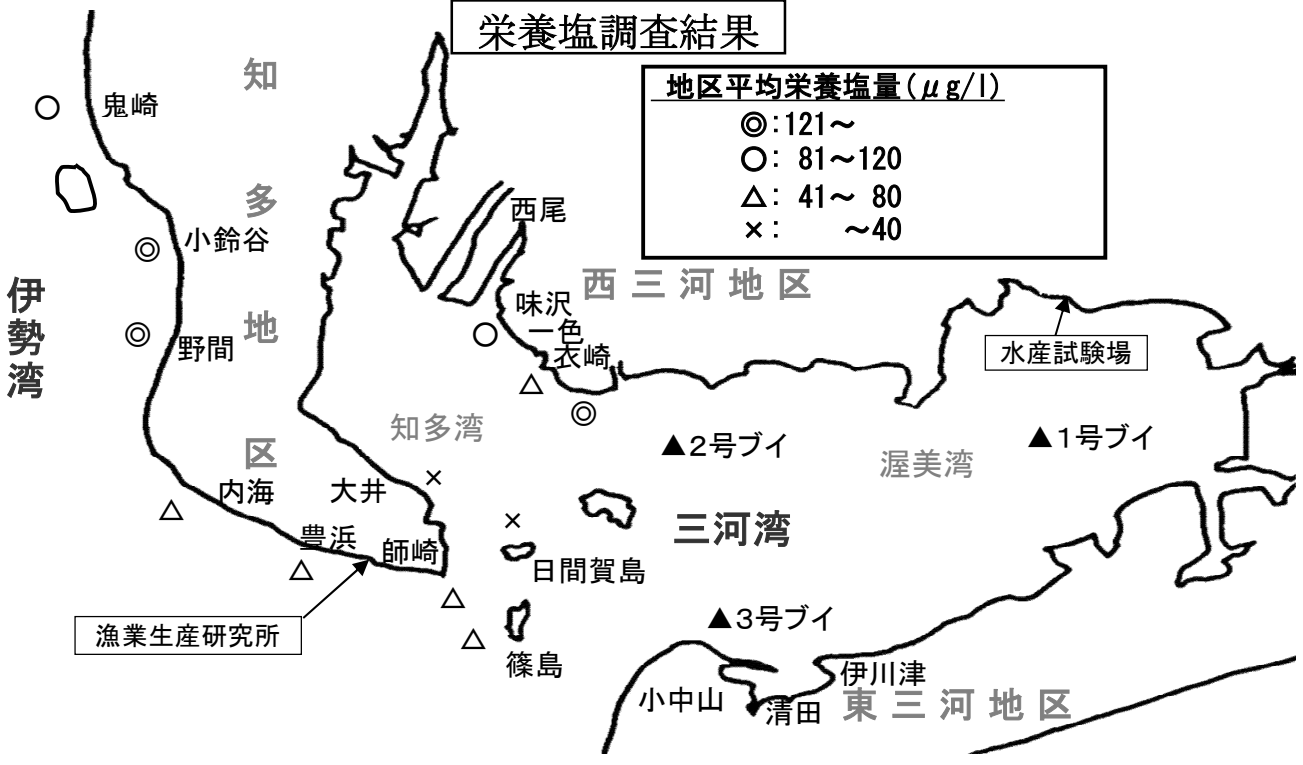 栄養塩調査結果
地区平均栄養塩量(μg/l)
◎:121~
○: 81~120
△: 41~ 80
×: ~40
知多地区
鬼崎
小鈴谷
野間
伊勢湾
内海
豊浜
大井
師崎
漁業生産研究所
西尾
西三河地区
味沢
一色
衣崎
水産試験場
知多湾
▲2号ブイ
▲1号ブイ
渥美湾
三河湾
日間賀島
篠島
▲3号ブイ
小中山
清田
伊川津
東三河地区